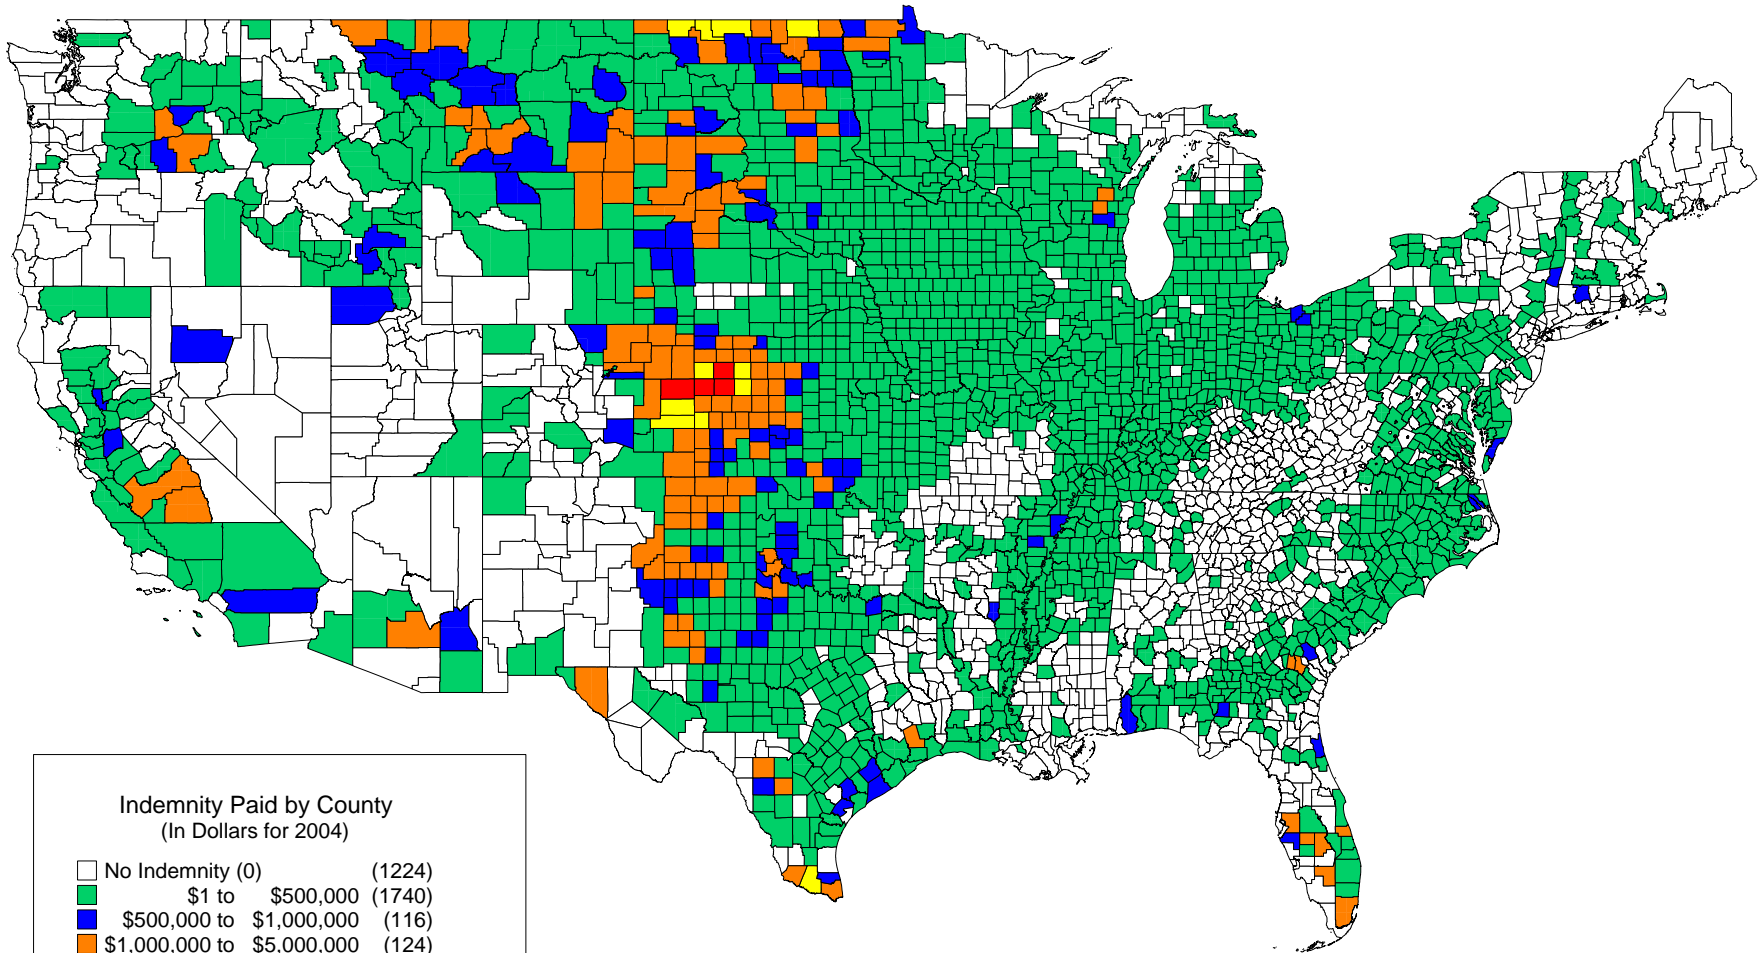 Indemnity Paid by County
(In Dollars for 2004)
No Indemnity (0) (1224)
$1 to $500,000 (1740)
$500,000 to $1,000,000 (116)
$1,000,000 to $5,000,000 (124)